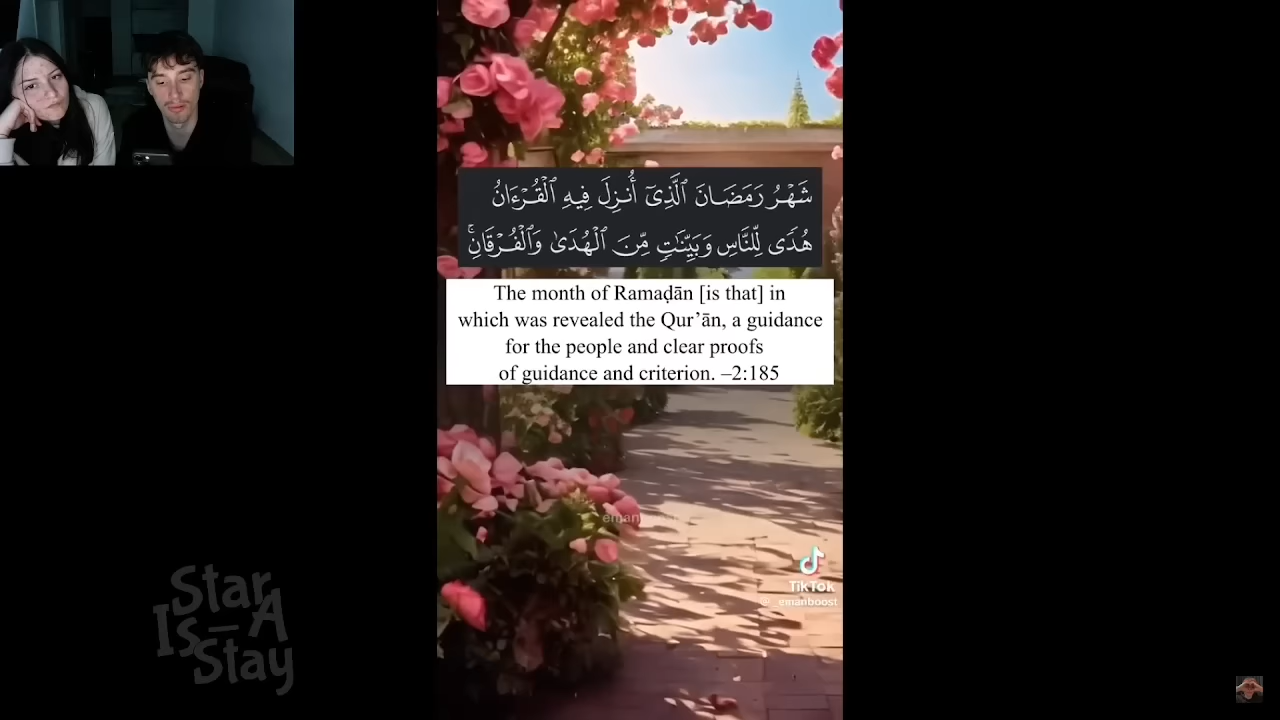 شَهْرُ رَمَضَانَ ٱلَّذِىٓ أُنزِلَ فِيهِ ٱلْقُرْءَانُ
هُدًى لِّلنَّاسِ وَبَيِّنَٰتٍ مِّنَ ٱلْهُدَىٰ وَٱلْفُرْقَانِۚ
The month of Ramaḍān [is that] in
which was revealed the Qur’ān, a guidance
for the people and clear proofs
of guidance and criterion. –2:185
eman
TikTok
@_emanboost
Star
Is–A
Stay